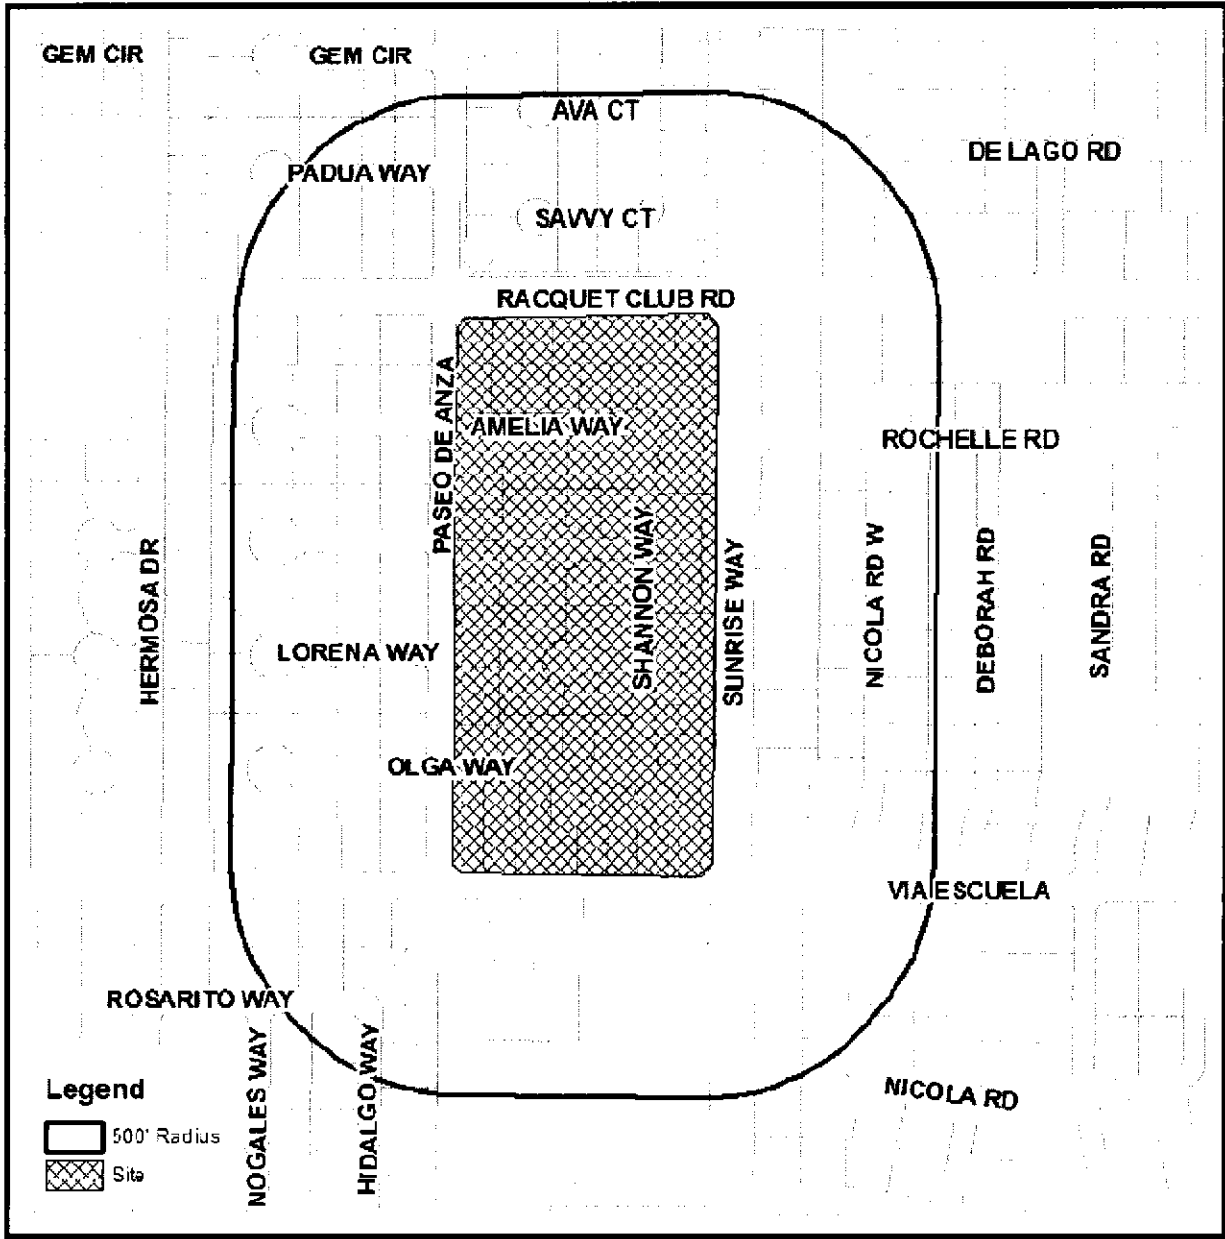 GEM CIR
GEM CIR
AVA CT
DE LAGO RD
PADUA WAY
SAVVY CT
RACQUET CLUB RD
PASEO DE ANZA
AMELIA WAY
ROCHELLE RD
HERMOSA DR
SHANNON WAY
SUNRISE WAY
NICOLA RD W
DEBORAH RD
SANDRA RD
LORENA WAY
OLGA WAY
VIA ESCUELA
ROSARITO WAY
NOGALES WAY
HIDALGO WAY
NICOLA RD
Legend
500' Radius
Site